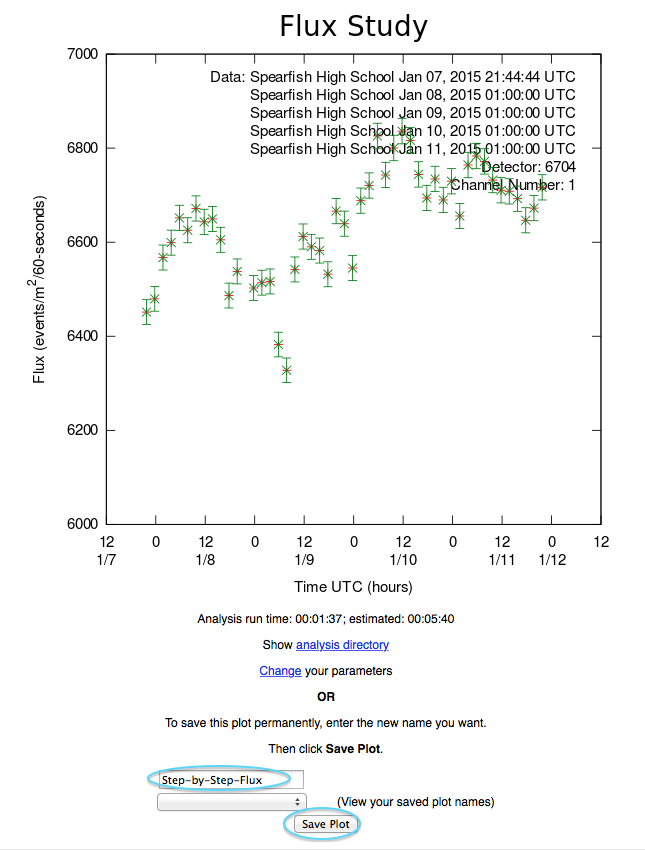 Flux Study
7000
Data: Spearfish High School Jan 07, 2015 21:44:44 UTC
Spearfish High School Jan 08, 2015 01:00:00 UTC
Spearfish High School Jan 09, 2015 01:00:00 UTC
Spearfish High School Jan 10, 2015 01:00:00 UTC
6800
Spearfish High School Jan 11, 2015 01:00:00 UTC
Detector: 6704
Channel Number: 1
6600
Flux (events/m2/60-seconds)
6400
6200
6000
12 0 12 0 12 0 12 0 12 0 12
1/7 1/8 1/9 1/10 1/11 1/12
Time UTC (hours)
Analysis run time: 00:01:37; estimated: 00:05:40
Show analysis directory
Change your parameters
OR
To save this plot permanently, enter the new name you want.
Then click Save Plot.
Step-by-Step-Flux
(View your saved plot names)
Save Plot